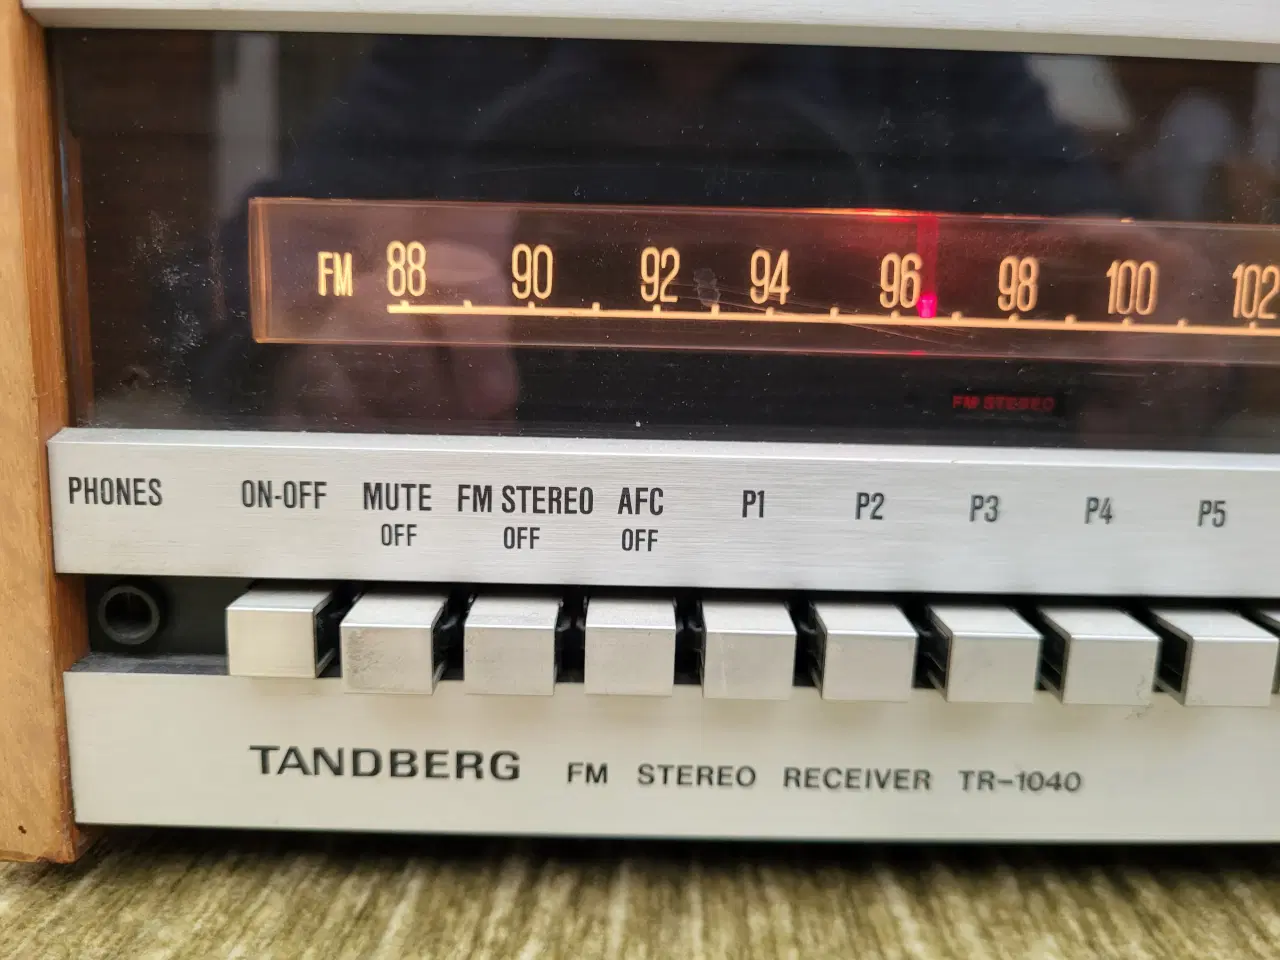 FM 88 90 92 94 96 98 100 102
FM STEREO
PHONES ON-OFF MUTE FM STEREO AFC P1 P2 P3 P4 P5
OFF OFF OFF
TANDBERG FM STEREO RECEIVER TR-1040